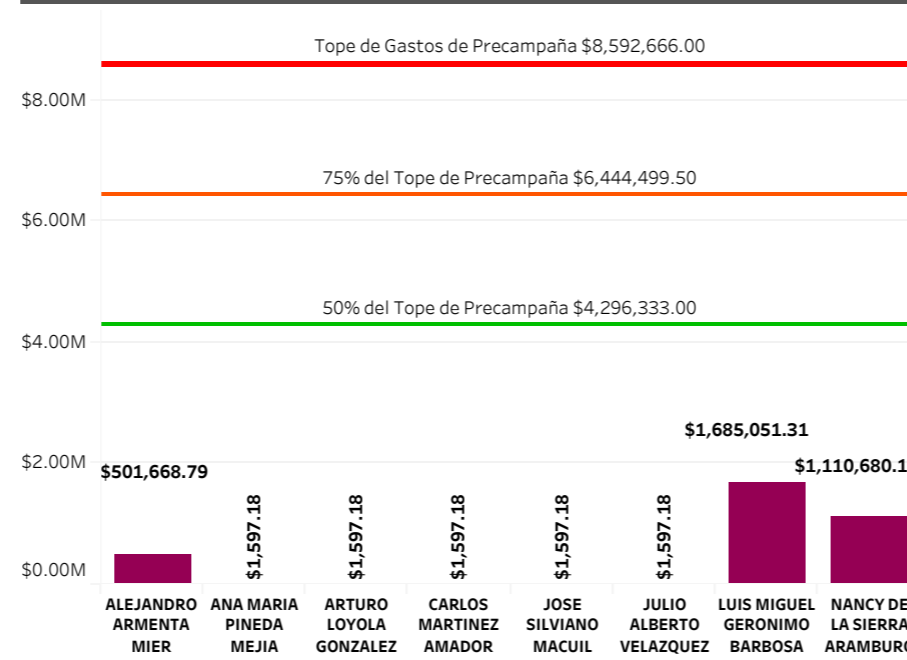 Tope de Gastos de Precampaña $8,592,666.00
$8.00M
75% del Tope de Precampaña $6,444,499.50
$6.00M
50% del Tope de Precampaña $4,296,333.00
$4.00M
$1,685,051.31
$2.00M
$501,668.79
$1,110,680.1
$1,597.18
$1,597.18
$1,597.18
$1,597.18
$1,597.18
$0.00M
ALEJANDRO ARMENTA MIER
ANA MARIA PINEDA MEJIA
ARTURO LOYOLA GONZALEZ
CARLOS MARTINEZ AMADOR
JOSE SILVIANO MACUIL
JULIO ALBERTO VELAZQUEZ
LUIS MIGUEL GERONIMO BARBOSA
NANCY DE LA SIERRA ARAMBURO